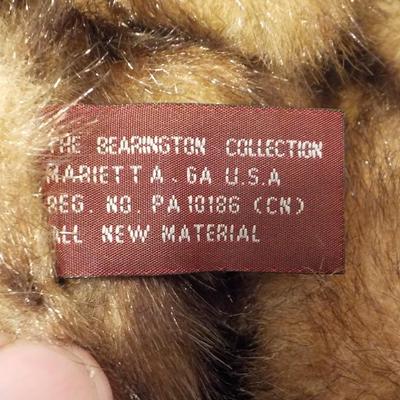 THE BEARINGTON COLLECTION
MARIETTA. GA U.S.A
REG. NO. PA 10186 (CN)
ALL NEW MATERIAL